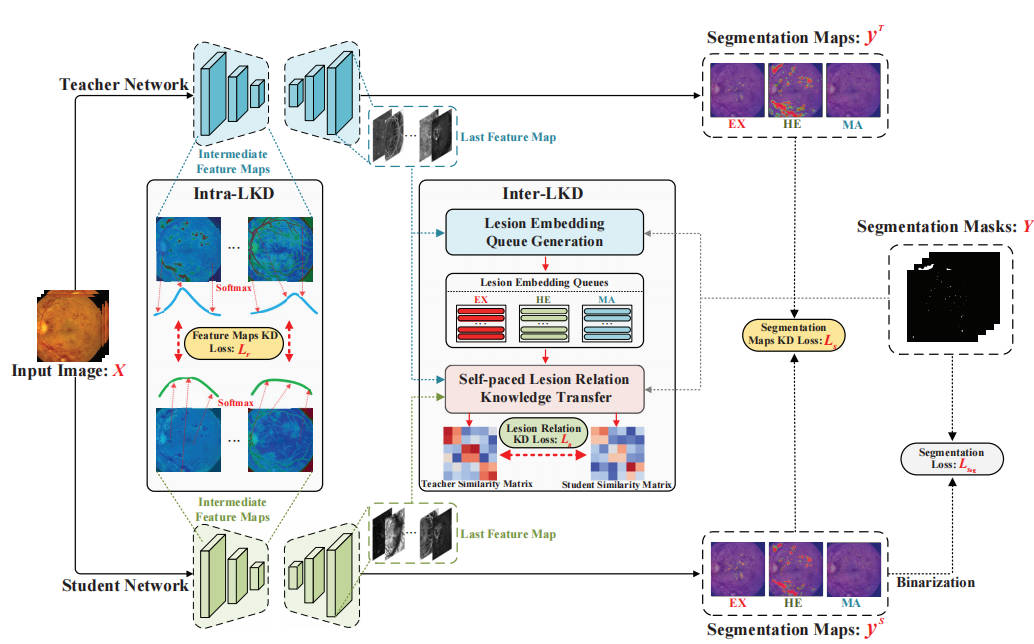 Segmentation Maps: y^T
Teacher Network
EX HE MA
Last Feature Map
Intermediate
Feature Maps
Intra-LKD
Inter-LKD
Lesion Embedding
Queue Generation
Segmentation Masks: Y
...
Softmax
Lesion Embedding Queues
EX HE MA
...
...
...
Feature Maps KD
Loss: L_F
Segmentation
Maps KD Loss: L_S
Input Image: X
Self-paced Lesion Relation
Knowledge Transfer
Softmax
...
Lesion Relation
KD Loss: L_R
Segmentation
Loss: L_Seg
Teacher Similarity Matrix
Student Similarity Matrix
Intermediate
Feature Maps
Last Feature Map
Student Network
EX HE MA
Binarization
Segmentation Maps: y^S